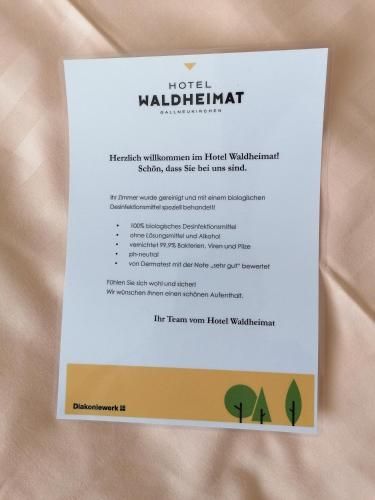 HOTEL
WALDHEIMAT
GALLNEUKIRCHEN
Herzlich willkommen im Hotel Waldheimat!
Schön, dass Sie bei uns sind.
Ihr Zimmer wurde gereinigt und mit einem biologischen
Desinfektionsmittel speziell behandelt!
• 100% biologisches Desinfektionsmittel
• ohne Lösungsmittel und Alkohol
• vernichtet 99,9% Bakterien, Viren und Pilze
• ph-neutral
• von Dermatest mit der Note „sehr gut“ bewertet
Fühlen Sie sich wohl und sicher!
Wir wünschen Ihnen einen schönen Aufenthalt.
Ihr Team vom Hotel Waldheimat
Diakoniewerk